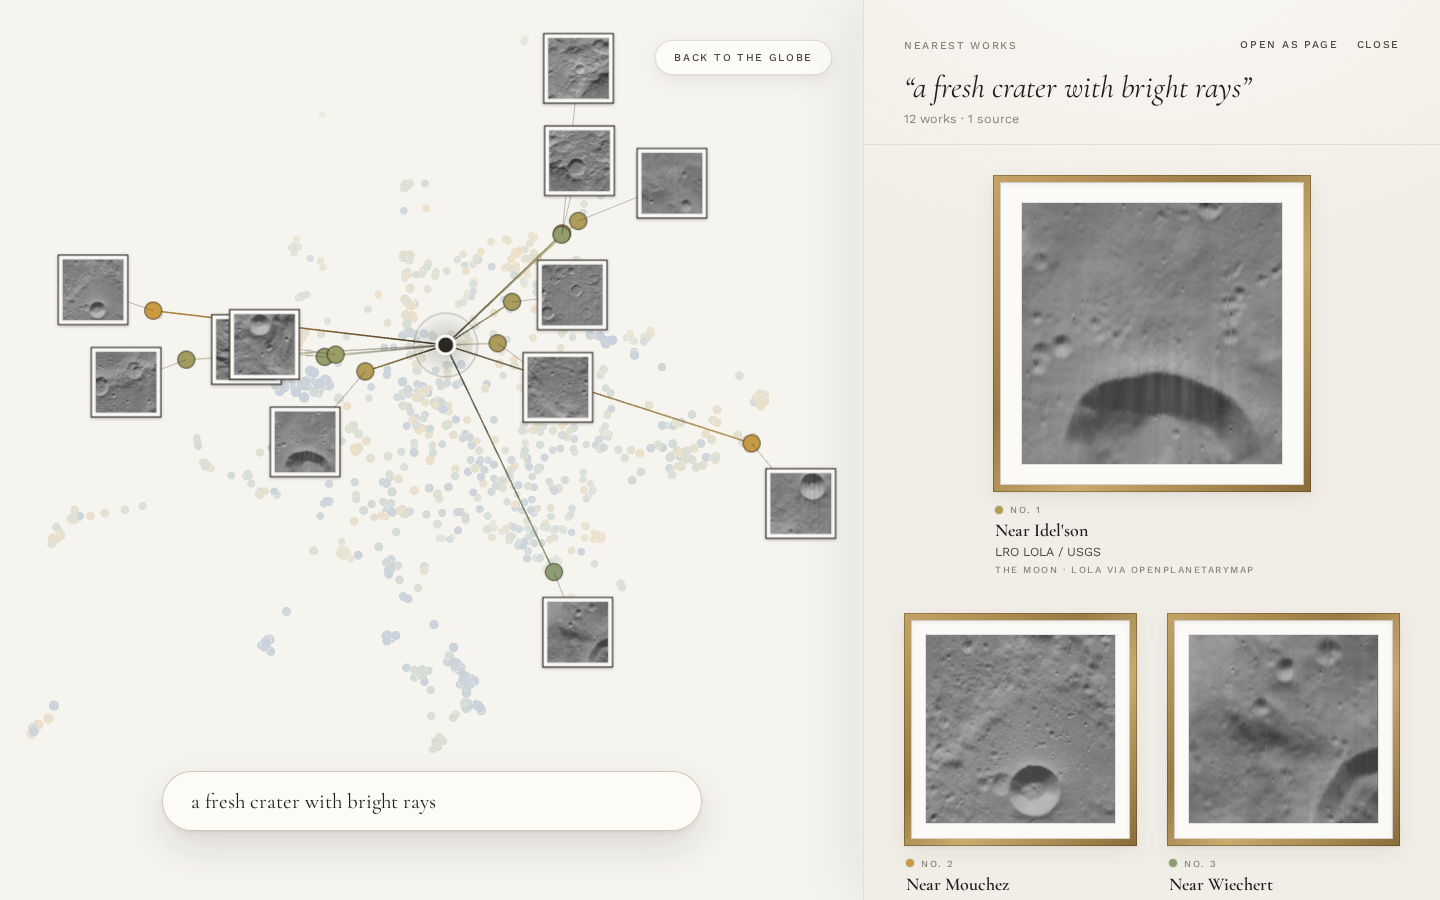 BACK TO THE GLOBE
a fresh crater with bright rays
NEAREST WORKS
OPEN AS PAGE
CLOSE
“a fresh crater with bright rays”
12 works · 1 source
NO. 1
Near Idel'son
LRO LOLA / USGS
THE MOON · LOLA VIA OPENPLANETARYMAP
NO. 2
Near Mouchez
NO. 3
Near Wiechert